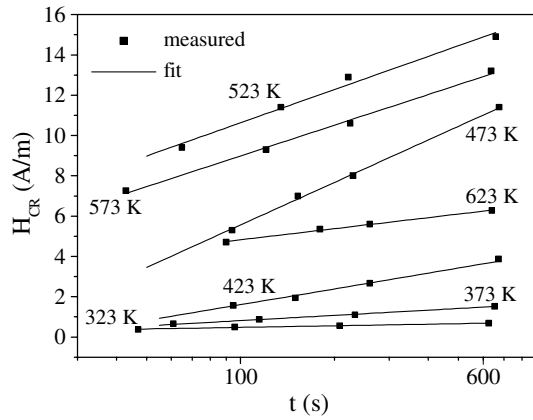 16
14
12
10
8
6
4
2
0
H_CR (A/m)
measured
fit
523 K
473 K
573 K
623 K
423 K
373 K
323 K
100
600
t (s)